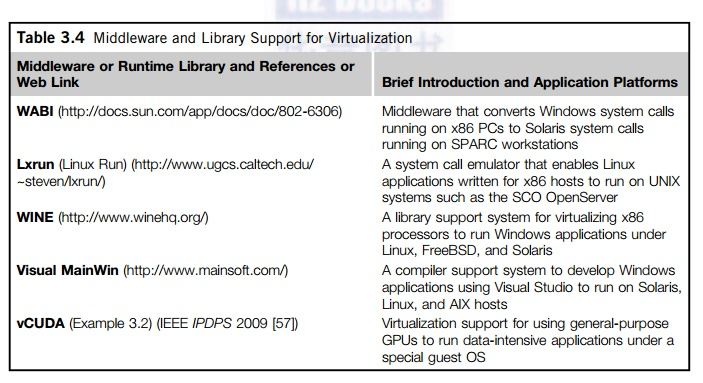 Hz Books
Table 3.4 Middleware and Library Support for Virtualization
Middleware or Runtime Library and References or
Web Link
Brief Introduction and Application Platforms
WABI (http://docs.sun.com/app/docs/doc/802-6306)
Middleware that converts Windows system calls
running on x86 PCs to Solaris system calls
running on SPARC workstations
Lxrun (Linux Run) (http://www.ugcs.caltech.edu/
~steven/lxrun/)
A system call emulator that enables Linux
applications written for x86 hosts to run on UNIX
systems such as the SCO OpenServer
WINE (http://www.winehq.org/)
A library support system for virtualizing x86
processors to run Windows applications under
Linux, FreeBSD, and Solaris
Visual MainWin (http://www.mainsoft.com/)
A compiler support system to develop Windows
applications using Visual Studio to run on Solaris,
Linux, and AIX hosts
vCUDA (Example 3.2) (IEEE IPDPS 2009 [57])
Virtualization support for using general-purpose
GPUs to run data-intensive applications under a
special guest OS